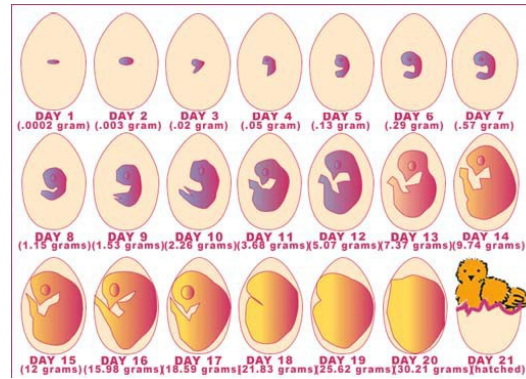 DAY 1 DAY 2 DAY 3 DAY 4 DAY 5 DAY 6 DAY 7
(.0002 gram) (.003 gram) (.02 gram) (.05 gram) (.13 gram) (.29 gram) (.57 gram)
DAY 8 DAY 9 DAY 10 DAY 11 DAY 12 DAY 13 DAY 14
(1.15 grams) (1.53 grams) (2.26 grams) (3.68 grams) (5.07 grams) (7.37 grams) (9.74 grams)
DAY 15 DAY 16 DAY 17 DAY 18 DAY 19 DAY 20 DAY 21
(12 grams) (15.98 grams) (18.59 grams) (21.83 grams) (25.62 grams) (30.21 grams) (hatched)